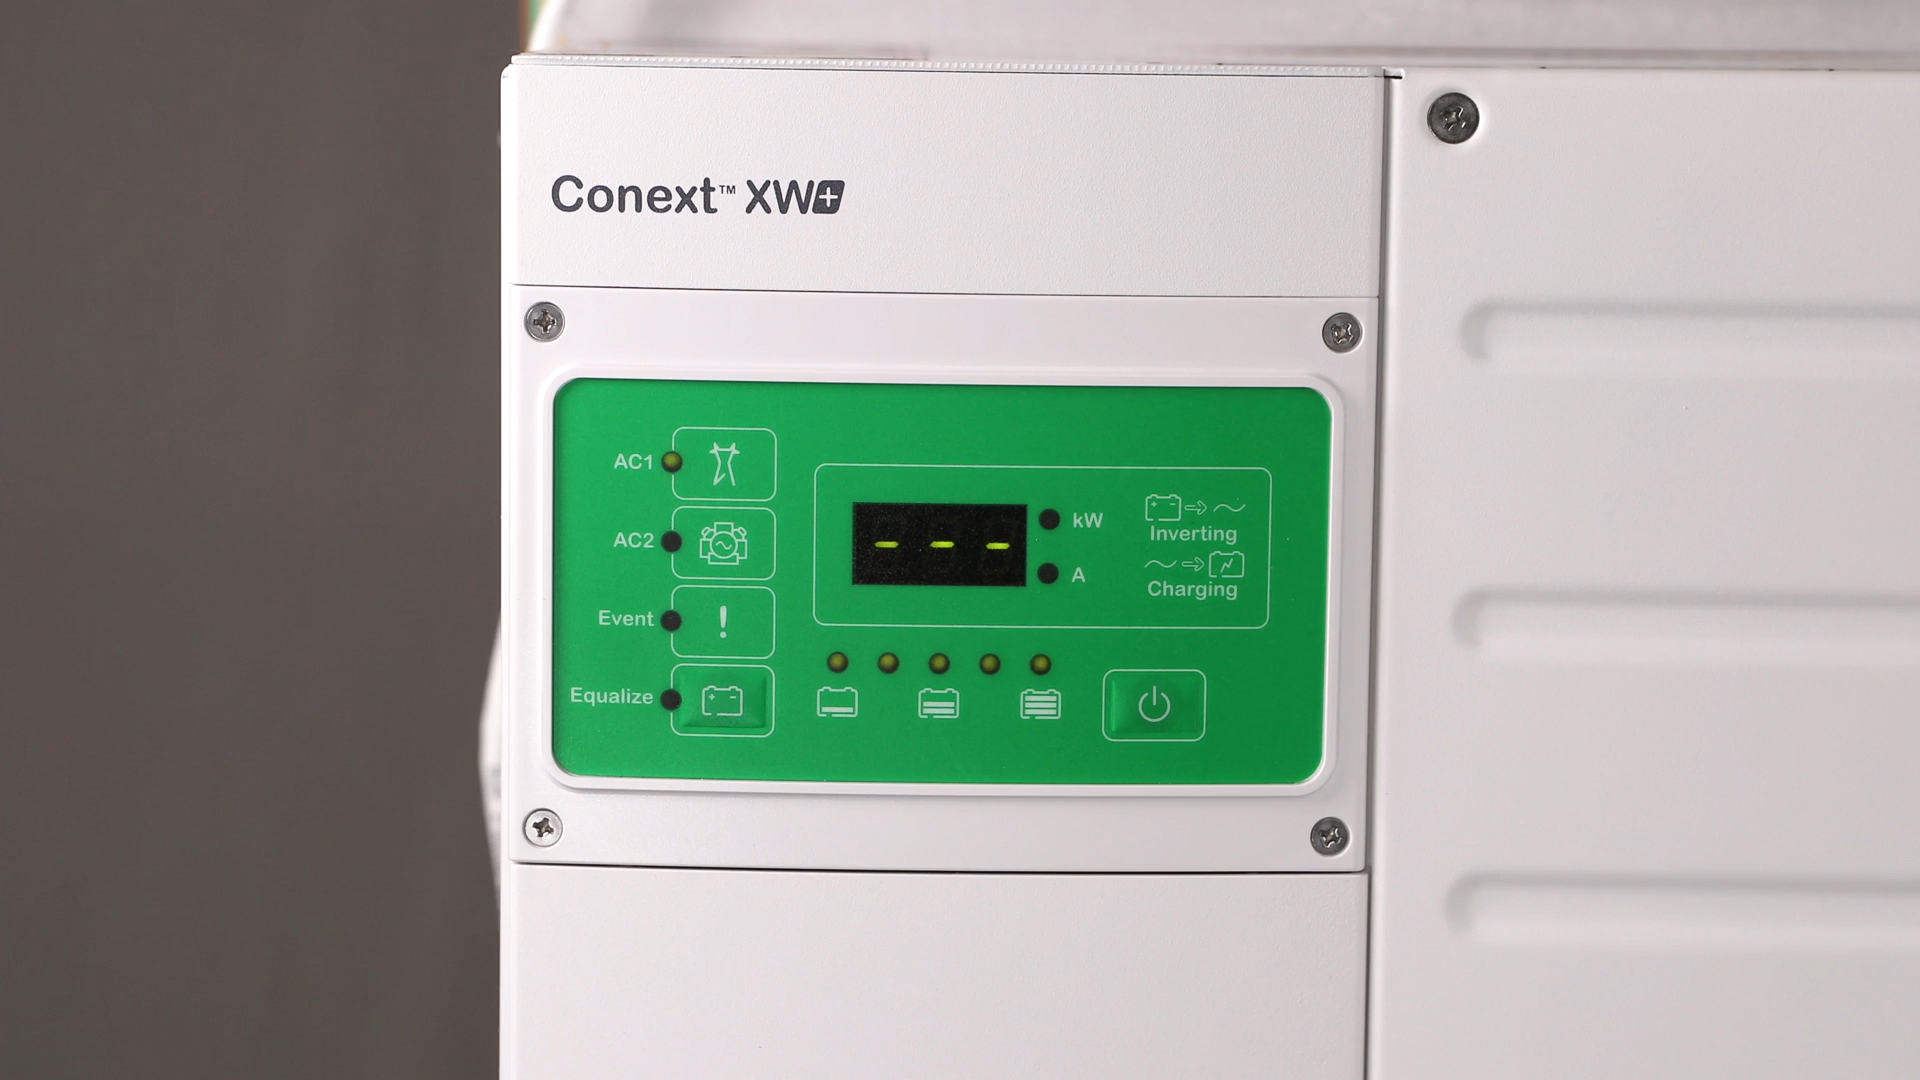 Conext™ XW+
AC1
AC2
Event
Equalize
- - -
kW
A
Inverting
Charging